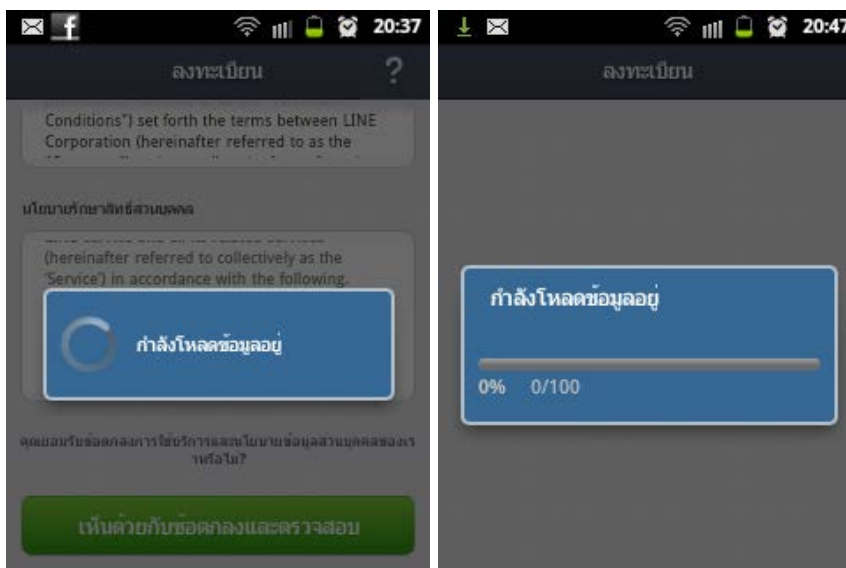 20:37
ลงทะเบียน
?
Conditions") set forth the terms between LINE
Corporation (hereinafter referred to as the
นโยบายรักษาสิทธิ์ส่วนบุคคล
(hereinafter referred to collectively as the
'Service') in accordance with the following.
กำลังโหลดข้อมูลอยู่
คุณยอมรับข้อตกลงการใช้บริการและนโยบายข้อมูลส่วนบุคคลของเร
าหรือไม่?
เห็นด้วยกับข้อตกลงและตรวจสอบ
20:47
ลงทะเบียน
กำลังโหลดข้อมูลอยู่
0% 0/100